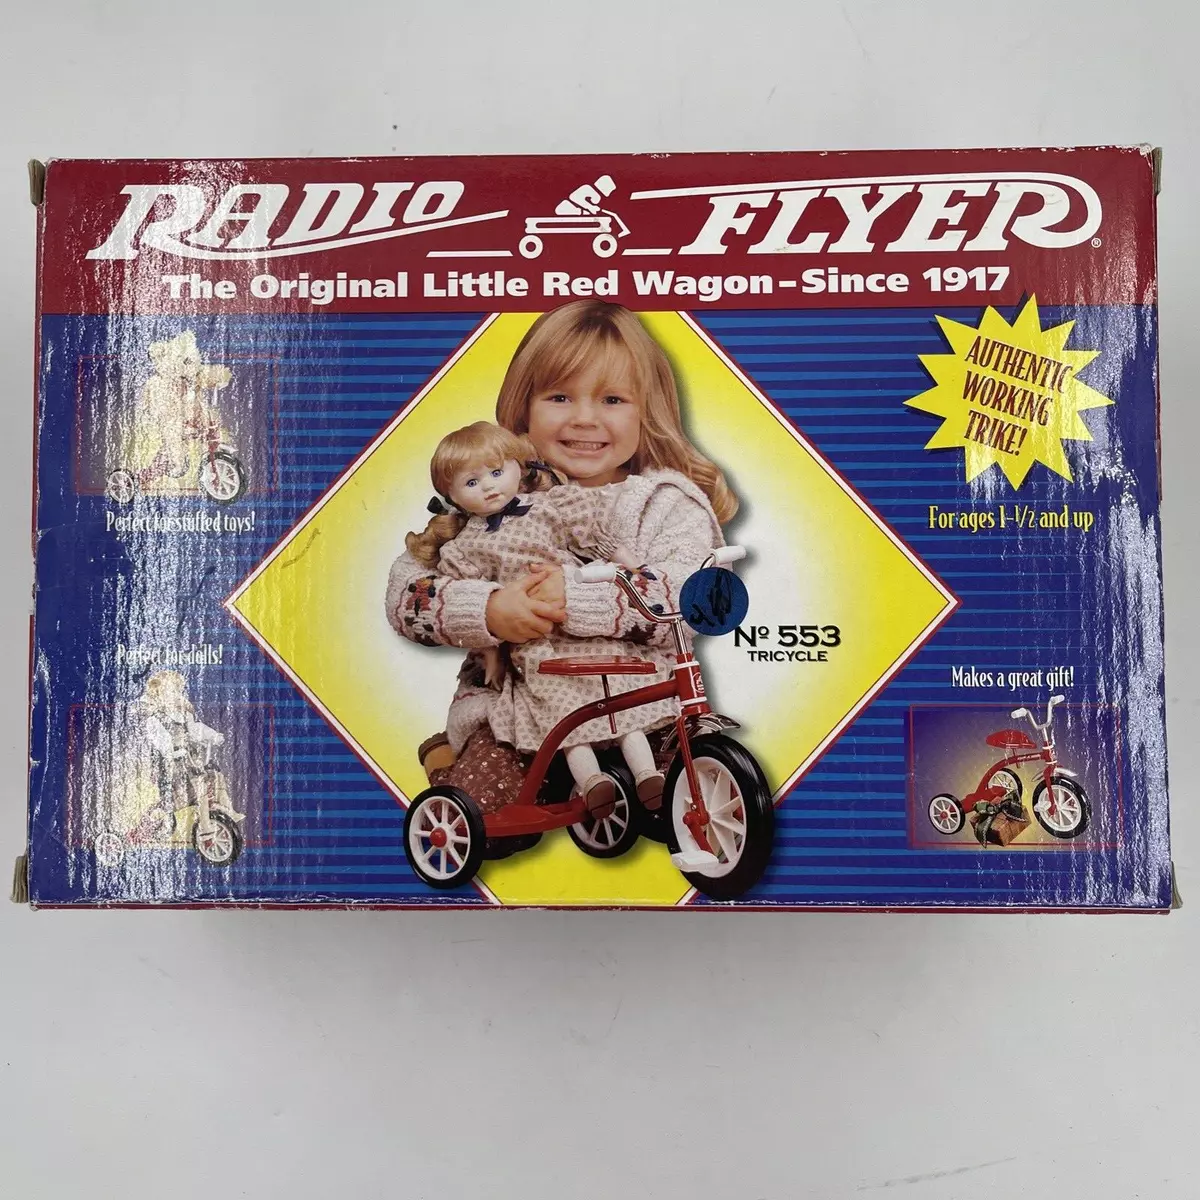 RADIO FLYER®
The Original Little Red Wagon–Since 1917
AUTHENTIC
WORKING
TRIKE!
Perfect for stuffed toys!
For ages 1-1/2 and up
Nº 553
TRICYCLE
Perfect for dolls!
Makes a great gift!